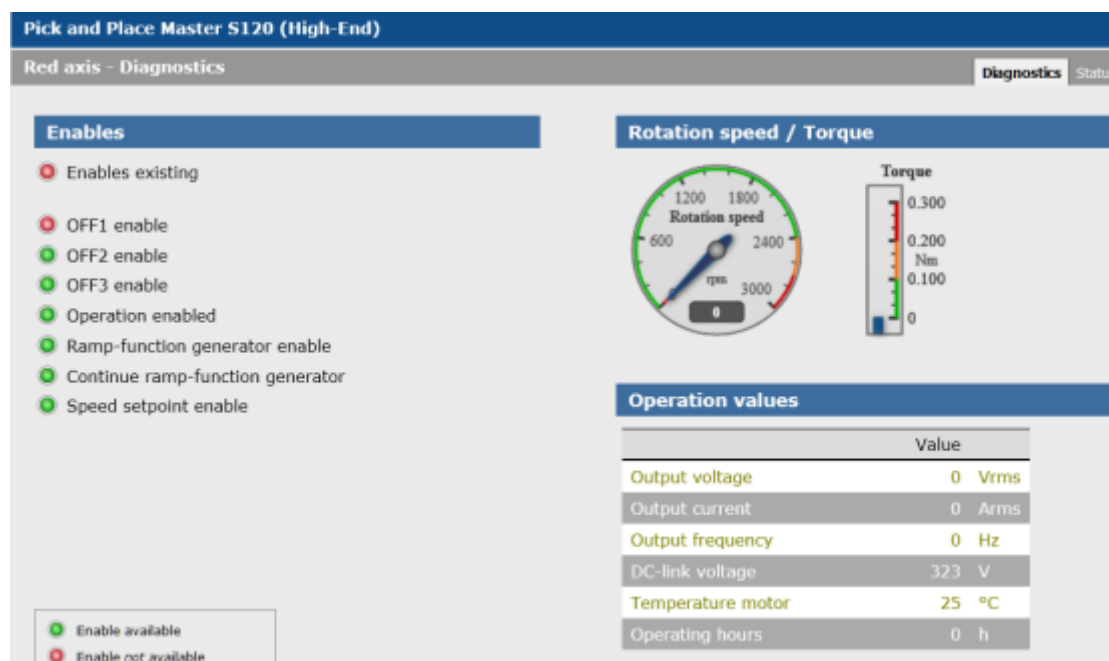 Pick and Place Master S120 (High-End)
Red axis - Diagnostics
Diagnostics Statu
Enables
Enables existing
OFF1 enable
OFF2 enable
OFF3 enable
Operation enabled
Ramp-function generator enable
Continue ramp-function generator
Speed setpoint enable
Enable available
Enable not available
Rotation speed / Torque
1200 1800
Rotation speed
600 2400
rpm 3000
0
Torque
0.300
0.200
Nm
0.100
0
Operation values
Value
Output voltage 0 Vrms
Output current 0 Arms
Output frequency 0 Hz
DC-link voltage 323 V
Temperature motor 25 °C
Operating hours 0 h